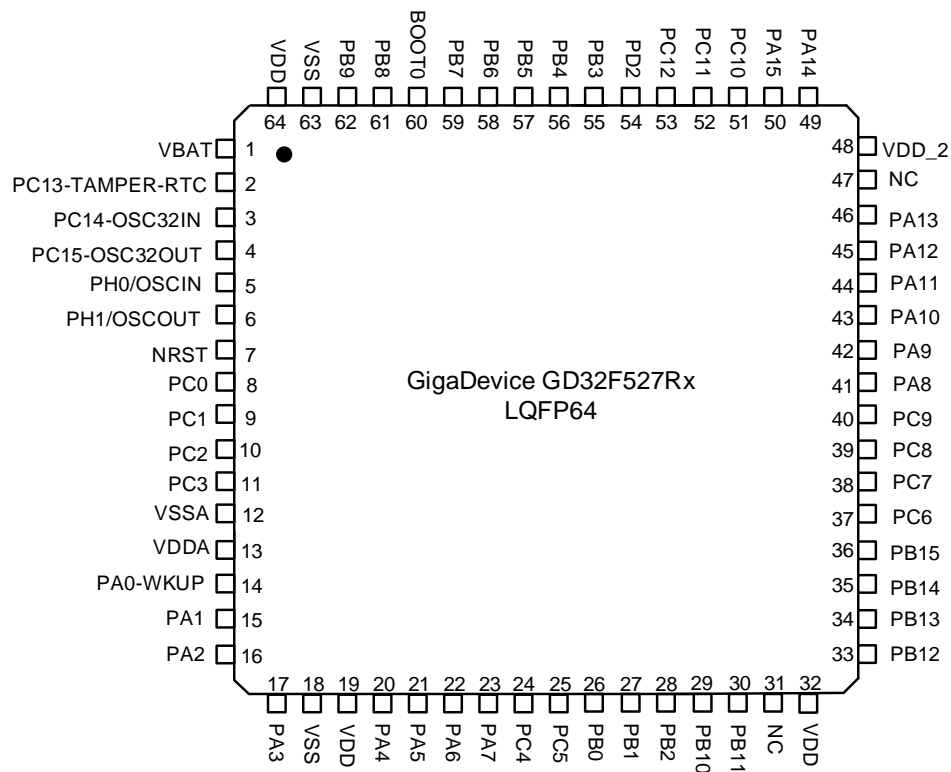 VDD
VSS
PB9
PB8
BOOT0
PB7
PB6
PB5
PB4
PB3
PD2
PC12
PC11
PC10
PA15
PA14
64
63
62
61
60
59
58
57
56
55
54
53
52
51
50
49
VBAT 1
PC13-TAMPER-RTC 2
PC14-OSC32IN 3
PC15-OSC32OUT 4
PH0/OSCIN 5
PH1/OSCOUT 6
NRST 7
PC0 8
PC1 9
PC2 10
PC3 11
VSSA 12
VDDA 13
PA0-WKUP 14
PA1 15
PA2 16
GigaDevice GD32F527Rx
LQFP64
48 VDD_2
47 NC
46 PA13
45 PA12
44 PA11
43 PA10
42 PA9
41 PA8
40 PC9
39 PC8
38 PC7
37 PC6
36 PB15
35 PB14
34 PB13
33 PB12
17
18
19
20
21
22
23
24
25
26
27
28
29
30
31
32
PA3
VSS
VDD
PA4
PA5
PA6
PA7
PC4
PC5
PB0
PB1
PB2
PB10
PB11
NC
VDD